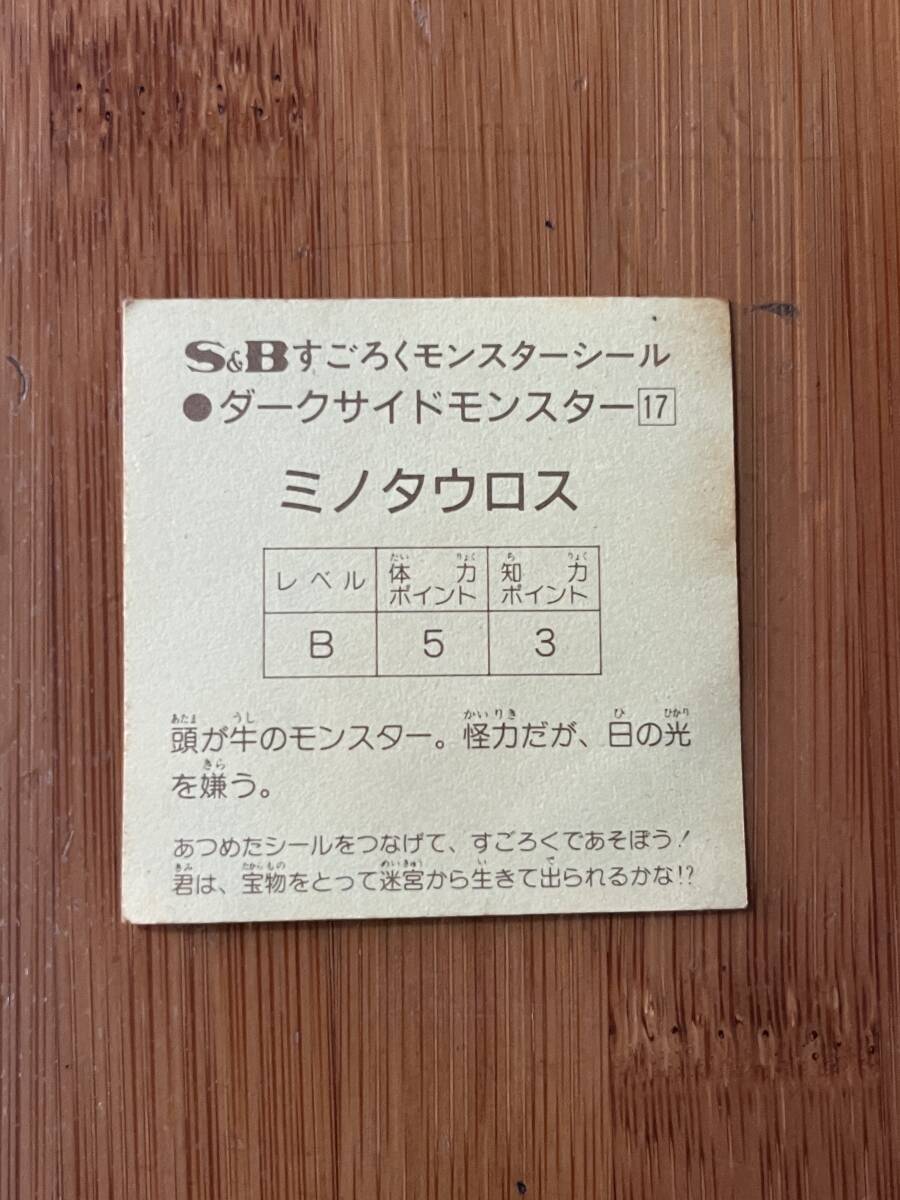 S&Bすごろくモンスターシール
●ダークサイドモンスター17
ミノタウロス
レベル 体力ポイント 知力ポイント
B 5 3
頭が牛のモンスター。怪力だが、日の光
を嫌う。
あつめたシールをつなげて、すごろくであそぼう!
君は、宝物をとって迷宮から生きて出られるかな!?